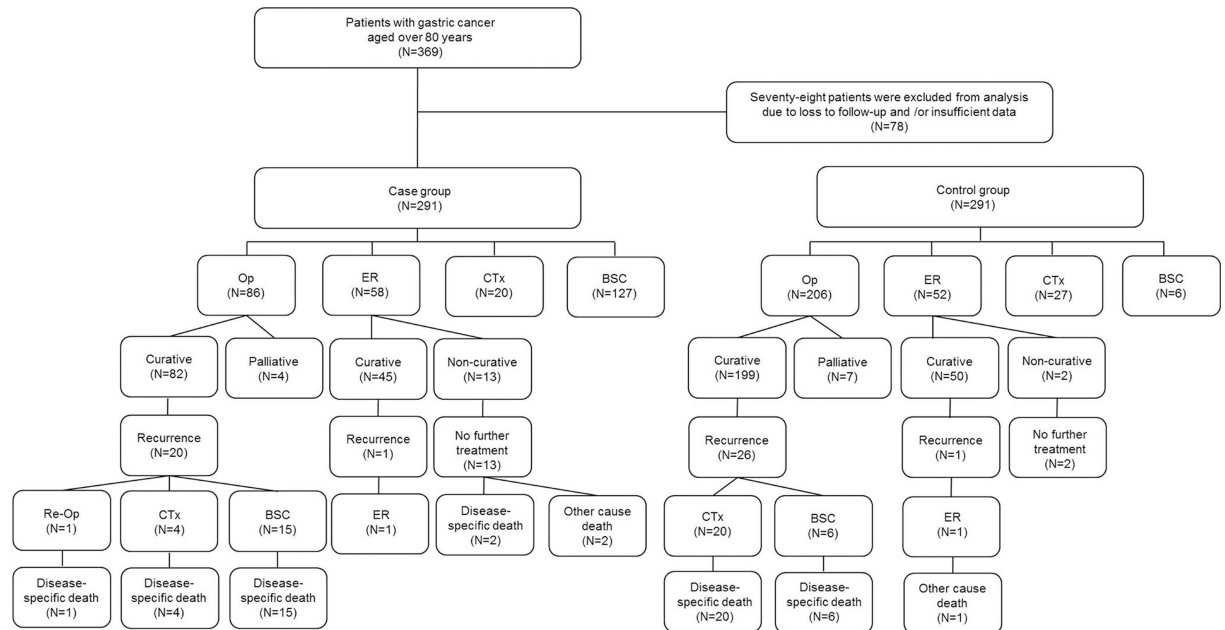 Patients with gastric cancer
aged over 80 years
(N=369)
Seventy-eight patients were excluded from analysis
due to loss to follow-up and /or insufficient data
(N=78)
Case group
(N=291)
Control group
(N=291)
Op
(N=86)
ER
(N=58)
CTx
(N=20)
BSC
(N=127)
Op
(N=206)
ER
(N=52)
CTx
(N=27)
BSC
(N=6)
Curative
(N=82)
Palliative
(N=4)
Curative
(N=45)
Non-curative
(N=13)
Curative
(N=199)
Palliative
(N=7)
Curative
(N=50)
Non-curative
(N=2)
Recurrence
(N=20)
Recurrence
(N=1)
No further
treatment
(N=13)
Recurrence
(N=26)
Recurrence
(N=1)
No further
treatment
(N=2)
Re-Op
(N=1)
CTx
(N=4)
BSC
(N=15)
ER
(N=1)
Disease-
specific death
(N=2)
Other cause
death
(N=2)
CTx
(N=20)
BSC
(N=6)
ER
(N=1)
Disease-
specific death
(N=1)
Disease-
specific death
(N=4)
Disease-
specific death
(N=15)
Disease-
specific death
(N=20)
Disease-
specific death
(N=6)
Other cause
death
(N=1)